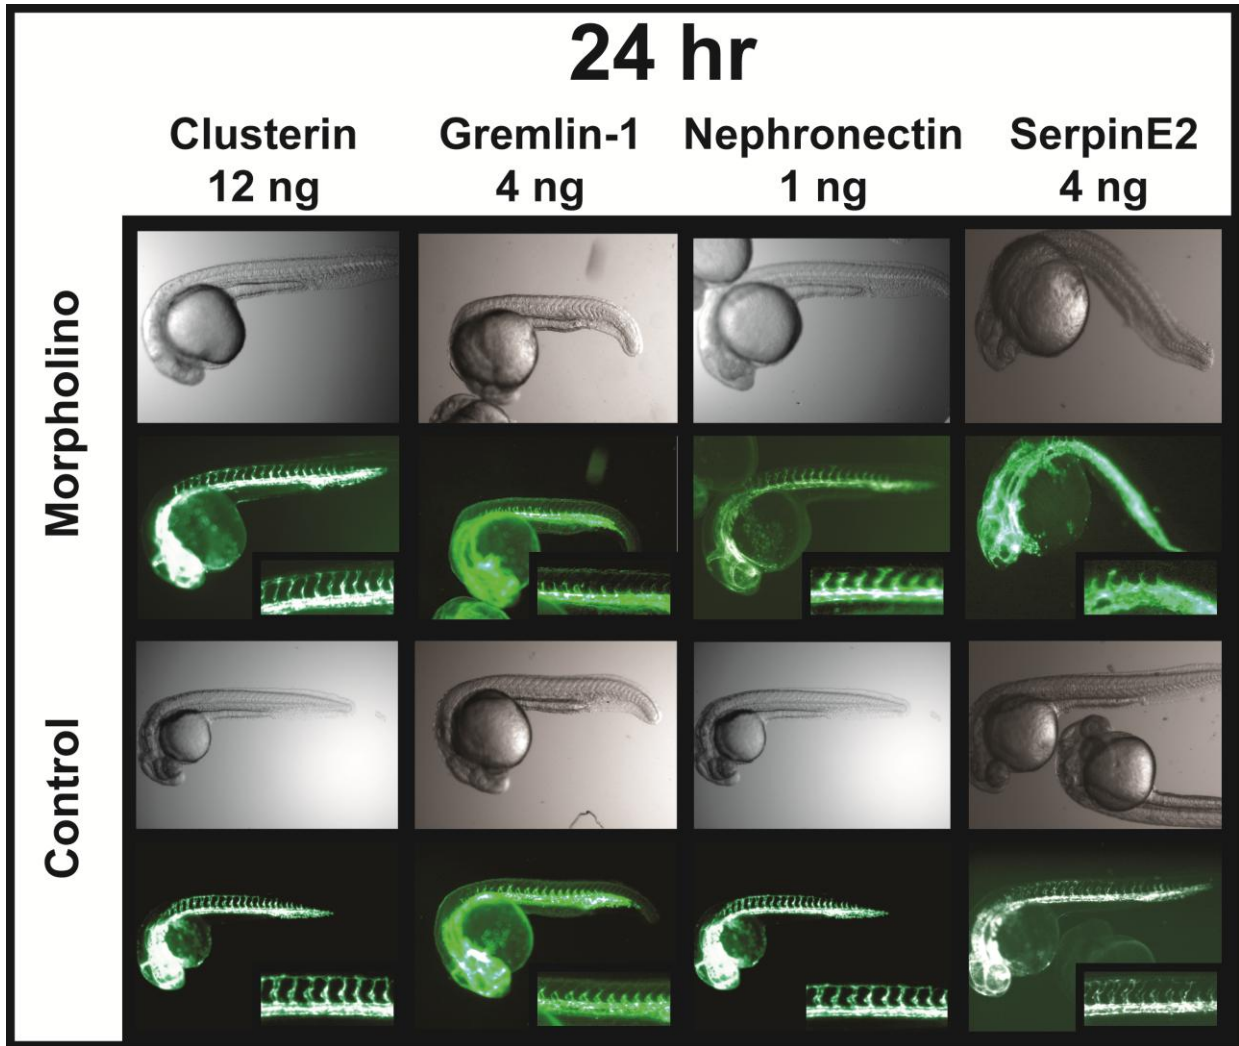 24 hr
Clusterin
12 ng
Gremlin-1
4 ng
Nephronectin
1 ng
SerpinE2
4 ng
Morpholino
Control